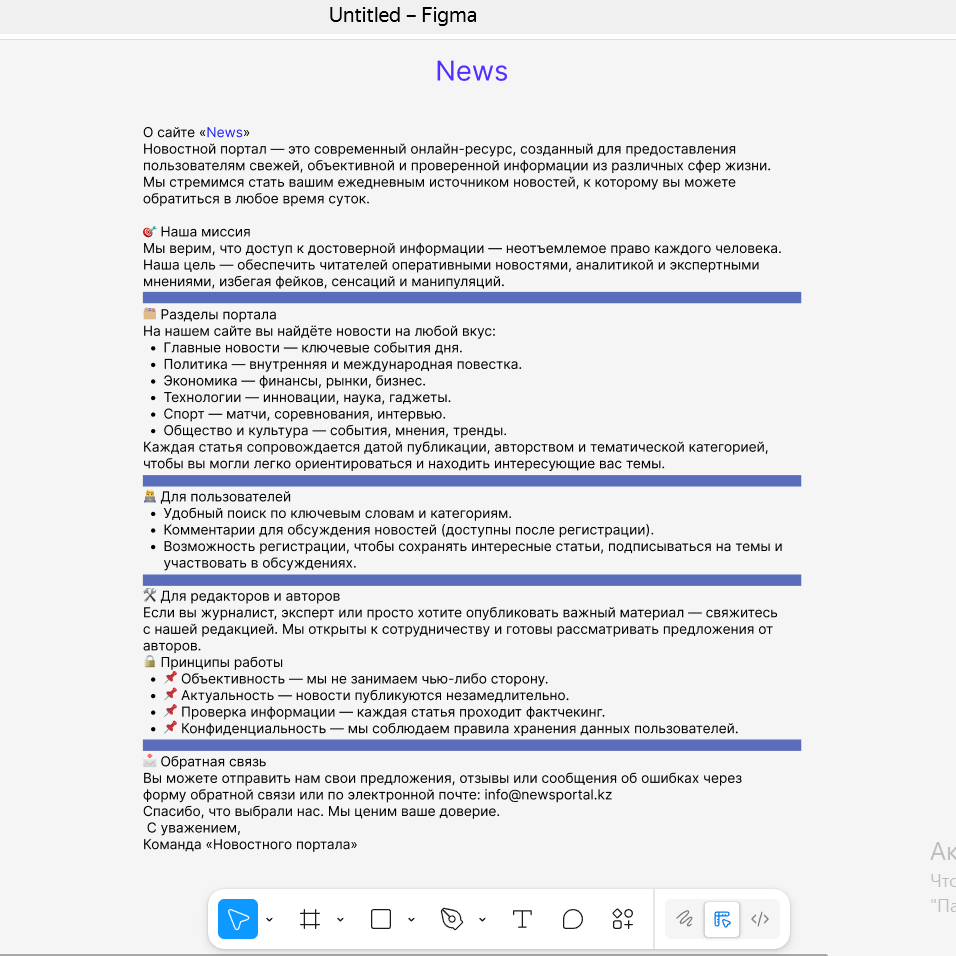 Untitled – Figma
News
О сайте «News»
Новостной портал — это современный онлайн-ресурс, созданный для предоставления
пользователям свежей, объективной и проверенной информации из различных сфер жизни.
Мы стремимся стать вашим ежедневным источником новостей, к которому вы можете
обратиться в любое время суток.
🎯 Наша миссия
Мы верим, что доступ к достоверной информации — неотъемлемое право каждого человека.
Наша цель — обеспечить читателей оперативными новостями, аналитикой и экспертными
мнениями, избегая фейков, сенсаций и манипуляций.
🗂️ Разделы портала
На нашем сайте вы найдёте новости на любой вкус:
• Главные новости — ключевые события дня.
• Политика — внутренняя и международная повестка.
• Экономика — финансы, рынки, бизнес.
• Технологии — инновации, наука, гаджеты.
• Спорт — матчи, соревнования, интервью.
• Общество и культура — события, мнения, тренды.
Каждая статья сопровождается датой публикации, авторством и тематической категорией,
чтобы вы могли легко ориентироваться и находить интересующие вас темы.
🧑‍💻 Для пользователей
• Удобный поиск по ключевым словам и категориям.
• Комментарии для обсуждения новостей (доступны после регистрации).
• Возможность регистрации, чтобы сохранять интересные статьи, подписываться на темы и
участвовать в обсуждениях.
🛠️ Для редакторов и авторов
Если вы журналист, эксперт или просто хотите опубликовать важный материал — свяжитесь
с нашей редакцией. Мы открыты к сотрудничеству и готовы рассматривать предложения от
авторов.
🔒 Принципы работы
• 📌 Объективность — мы не занимаем чью-либо сторону.
• 📌 Актуальность — новости публикуются незамедлительно.
• 📌 Проверка информации — каждая статья проходит фактчекинг.
• 📌 Конфиденциальность — мы соблюдаем правила хранения данных пользователей.
📩 Обратная связь
Вы можете отправить нам свои предложения, отзывы или сообщения об ошибках через
форму обратной связи или по электронной почте: info@newsportal.kz
Спасибо, что выбрали нас. Мы ценим ваше доверие.
С уважением,
Команда «Новостного портала»